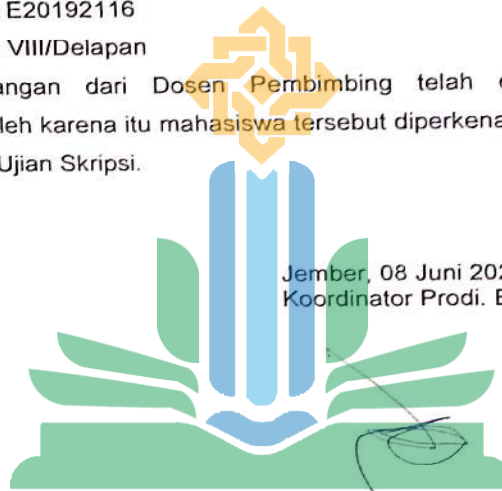 E20192116
VIII/Delapan
angan dari Dosen Pembimbing telah
leh karena itu mahasiswa tersebut diperkena
Ujian Skripsi.
Jember, 08 Juni 202
Koordinator Prodi. E